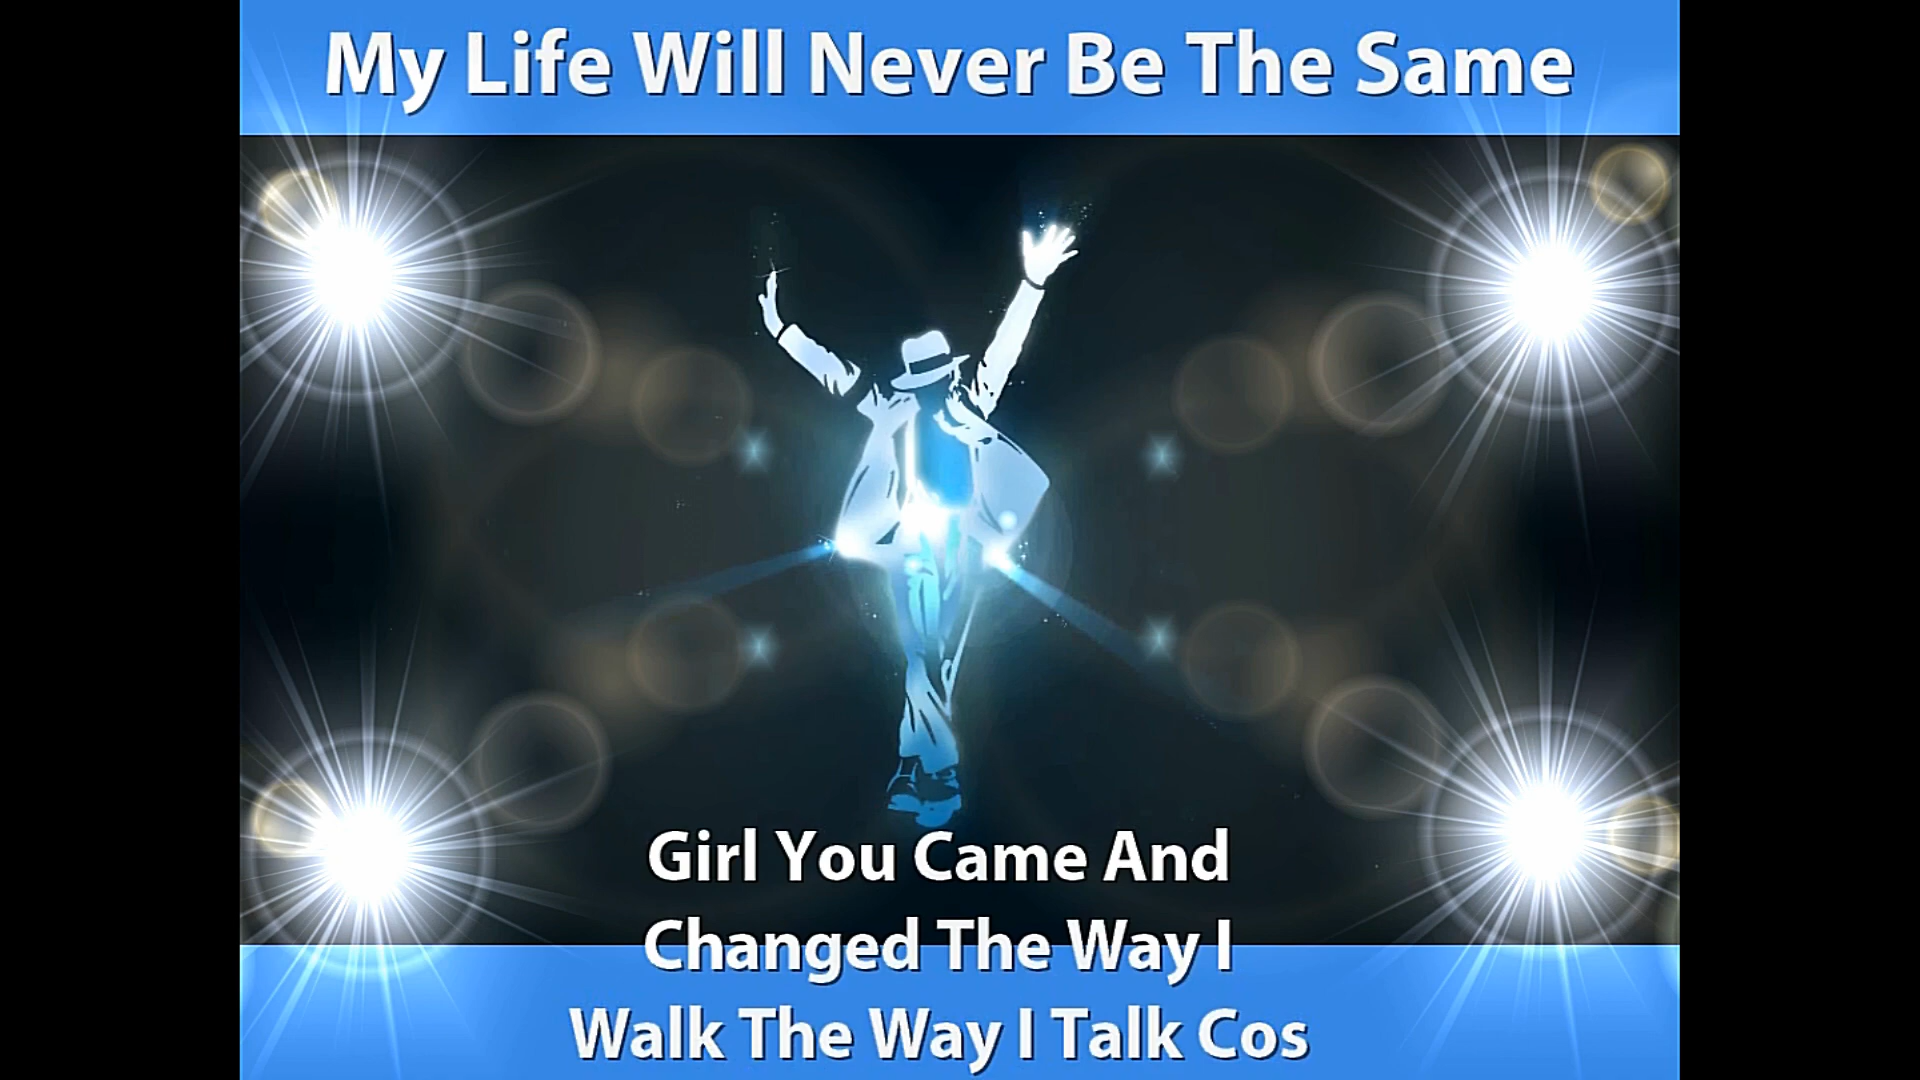 My Life Will Never Be The Same
Girl You Came And
Changed The Way I
Walk The Way I Talk Cos